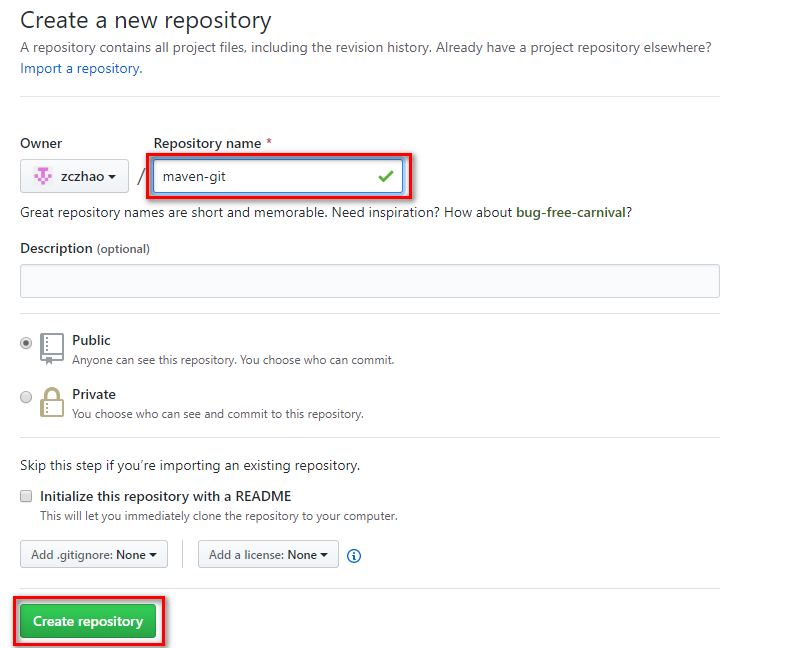 Create a new repository
A repository contains all project files, including the revision history. Already have a project repository elsewhere?
Import a repository.
Owner
Repository name *
zczhao
/
maven-git
Great repository names are short and memorable. Need inspiration? How about bug-free-carnival?
Description (optional)
Public
Anyone can see this repository. You choose who can commit.
Private
You choose who can see and commit to this repository.
Skip this step if you’re importing an existing repository.
Initialize this repository with a README
This will let you immediately clone the repository to your computer.
Add .gitignore: None
Add a license: None
Create repository